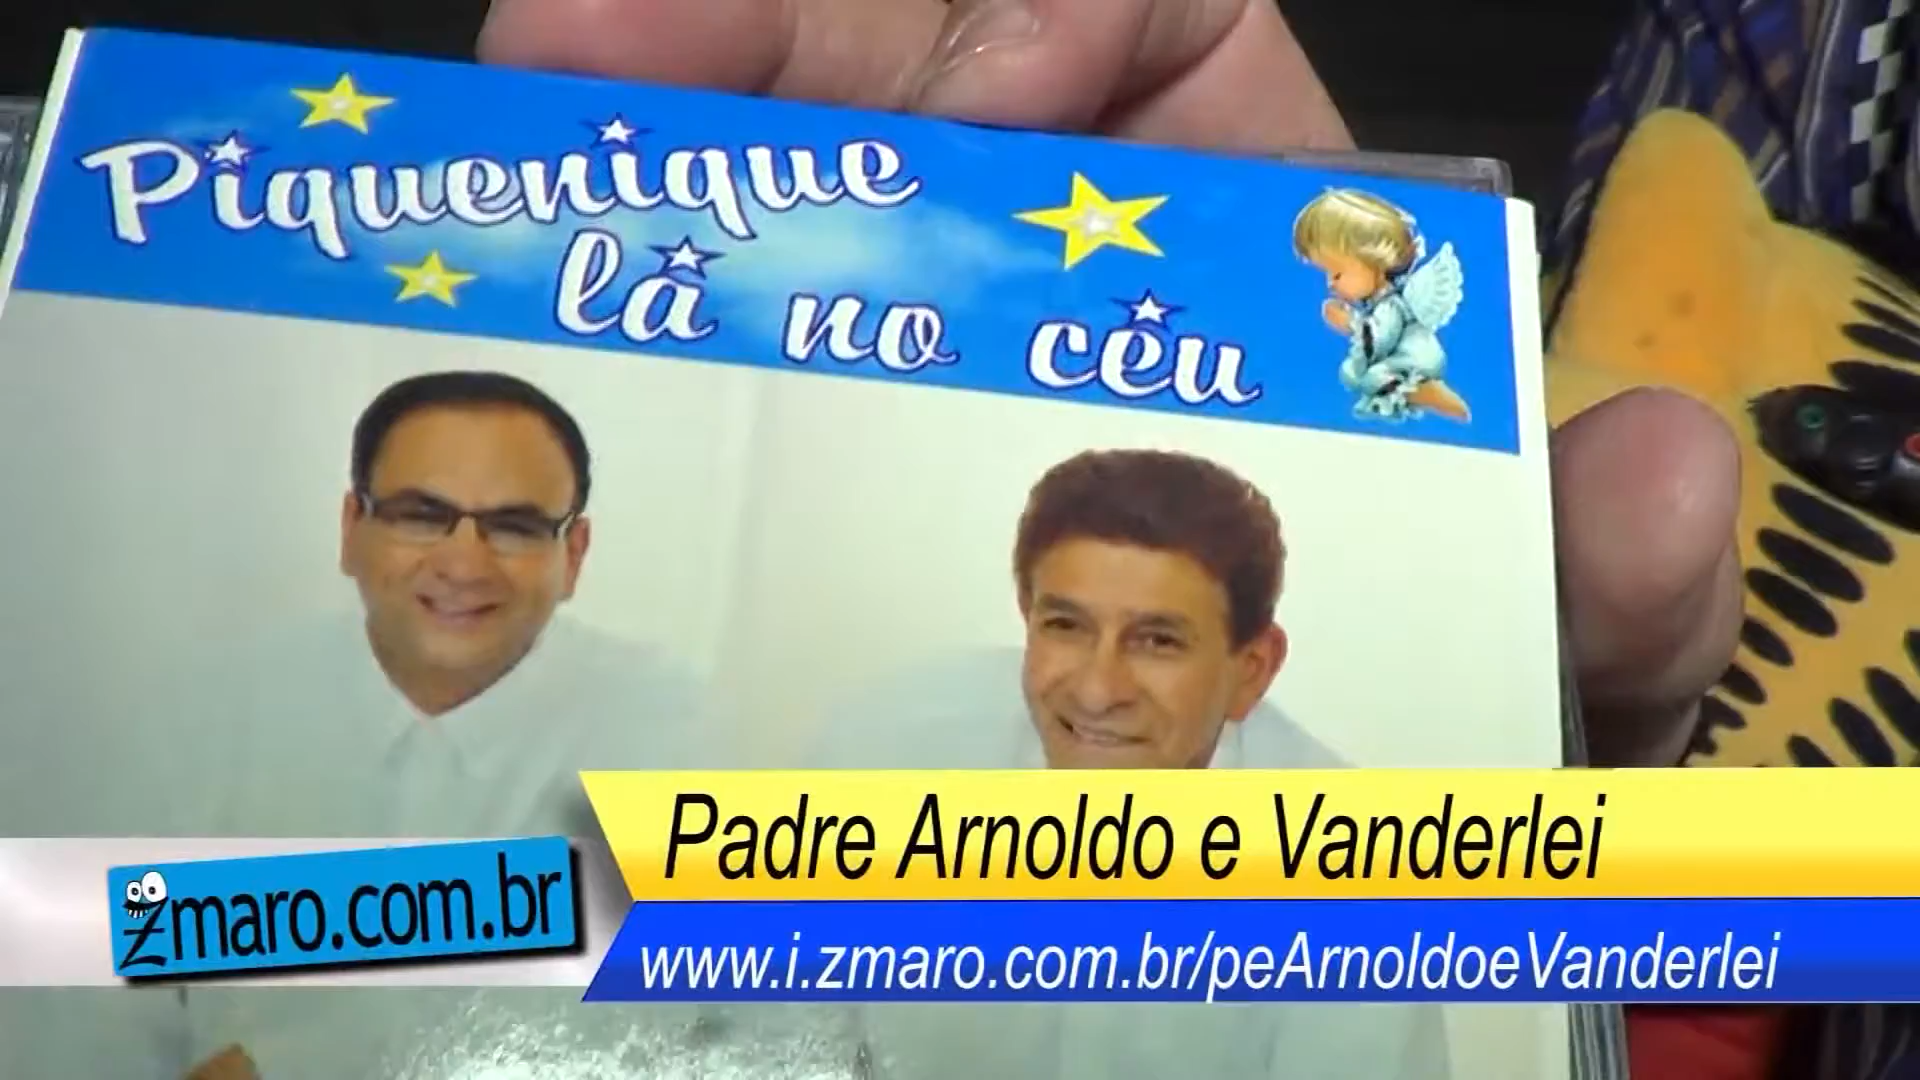 Piquenique
lá no céu
Padre Arnoldo e Vanderlei
zmaro.com.br
www.i.zmaro.com.br/peArnoldoeVanderlei